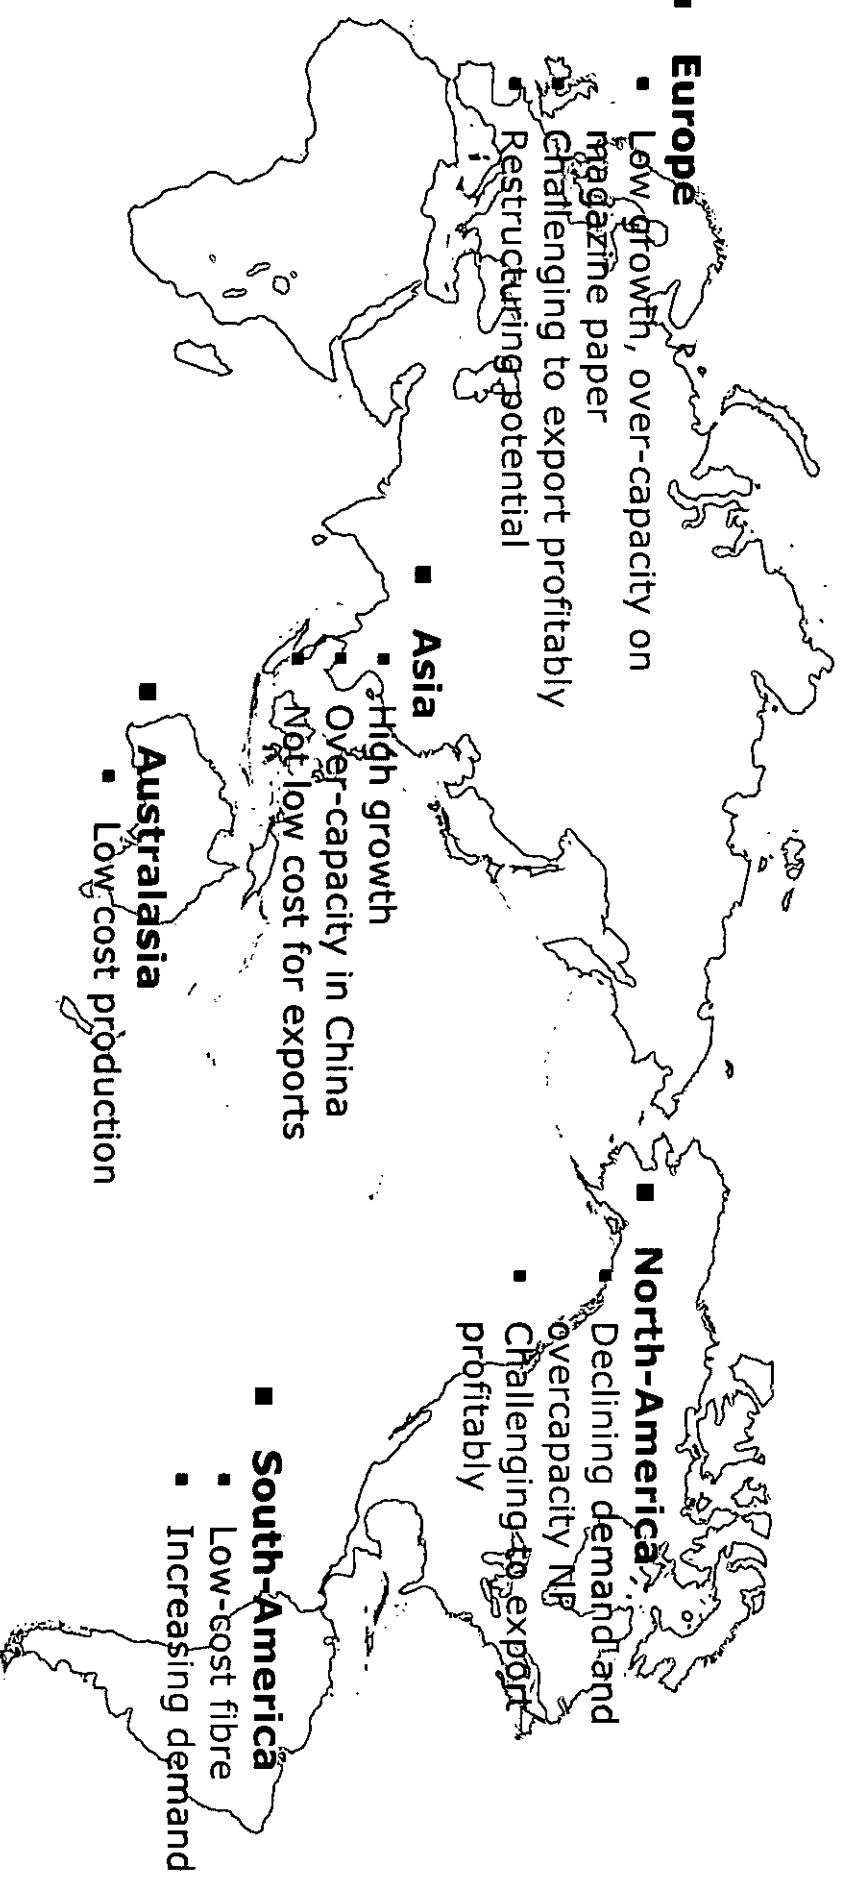 Europe
Low growth, over-capacity on
magazine paper
Challenging to export profitably
Restructuring potential
Asia
High growth
Over-capacity in China
Not low cost for exports
Australasia
Low cost production
North-America
Declining demand and
overcapacity NP
Challenging to export
profitably
South-America
Low-cost fibre
Increasing demand